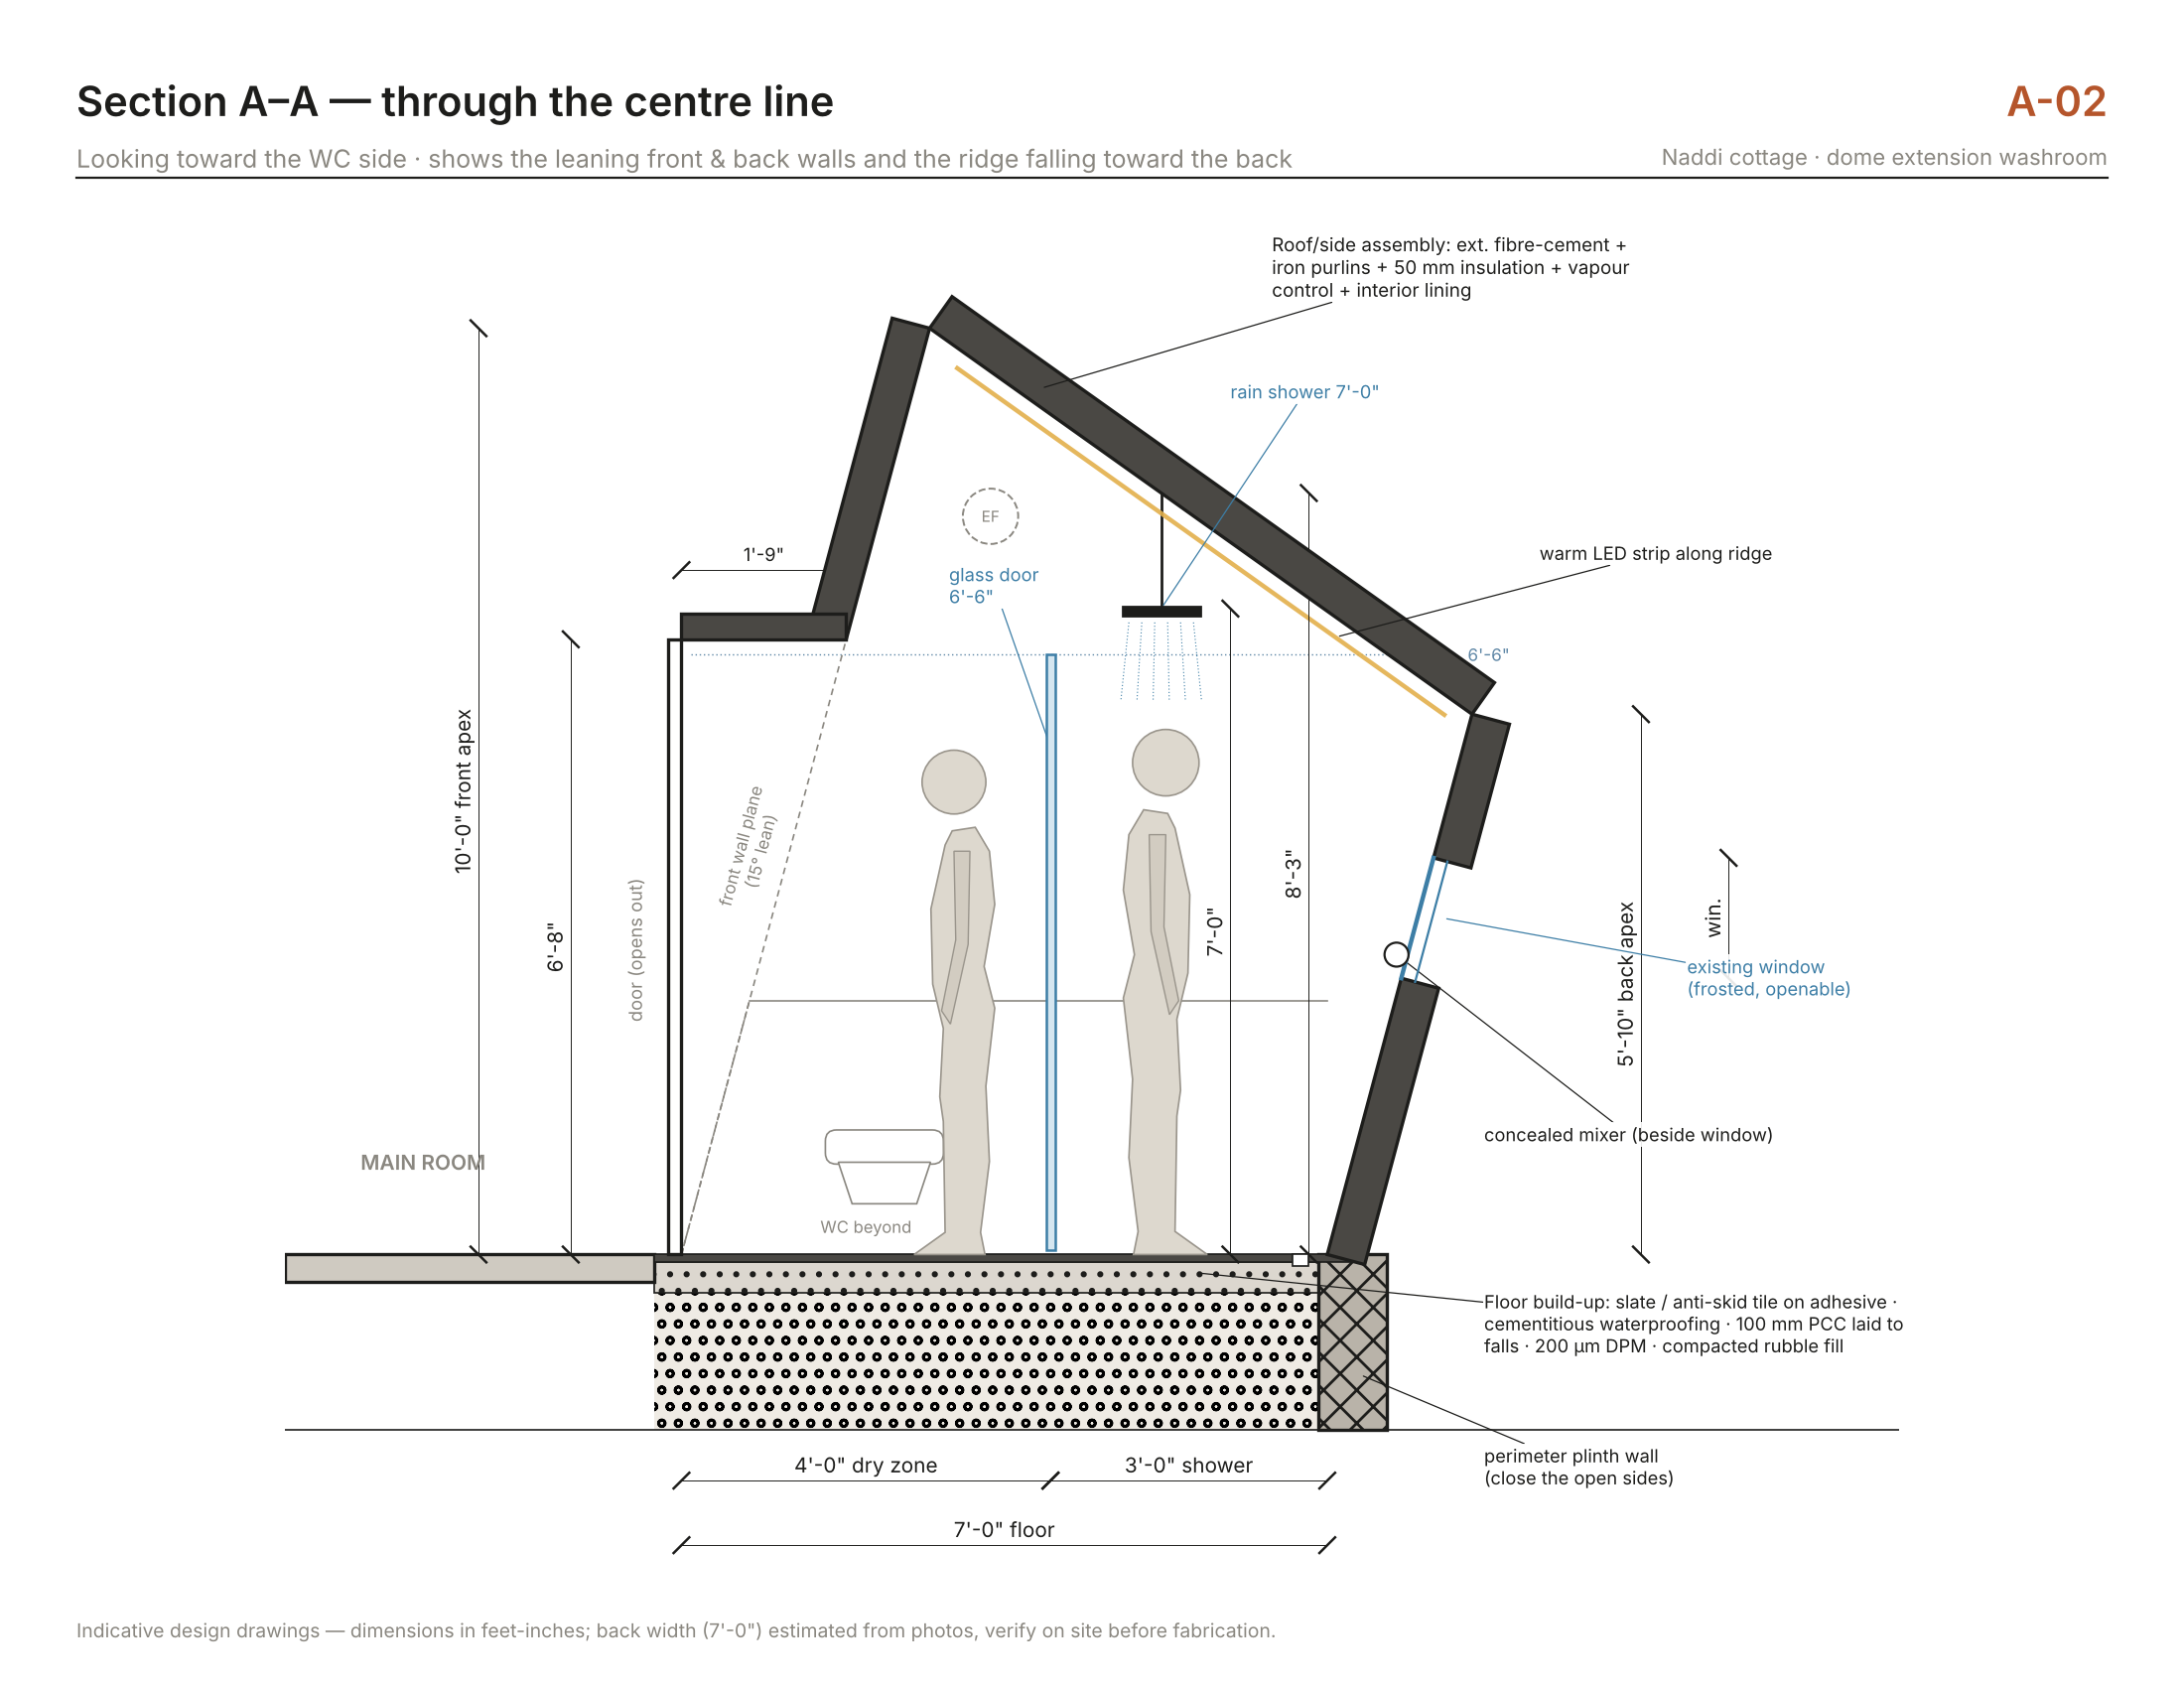 Section A–A — through the centre line
A-02
Looking toward the WC side · shows the leaning front & back walls and the ridge falling toward the back
Naddi cottage · dome extension washroom
Roof/side assembly: ext. fibre-cement +
iron purlins + 50 mm insulation + vapour
control + interior lining
rain shower 7'-0"
EF
1'-9"
glass door
6'-6"
warm LED strip along ridge
6'-6"
10'-0" front apex
6'-8"
door (opens out)
front wall plane
(15° lean)
7'-0"
8'-3"
5'-10" back apex
win.
existing window
(frosted, openable)
concealed mixer (beside window)
MAIN ROOM
WC beyond
Floor build-up: slate / anti-skid tile on adhesive ·
cementitious waterproofing · 100 mm PCC laid to
falls · 200 µm DPM · compacted rubble fill
perimeter plinth wall
(close the open sides)
4'-0" dry zone
3'-0" shower
7'-0" floor
Indicative design drawings — dimensions in feet-inches; back width (7'-0") estimated from photos, verify on site before fabrication.